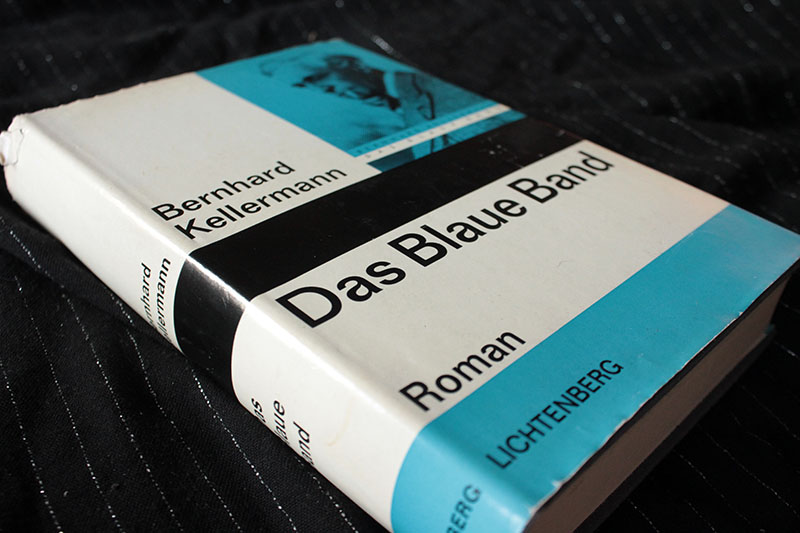 Bernhard
Kellermann
Das Blaue Band
Roman
LICHTENBERG